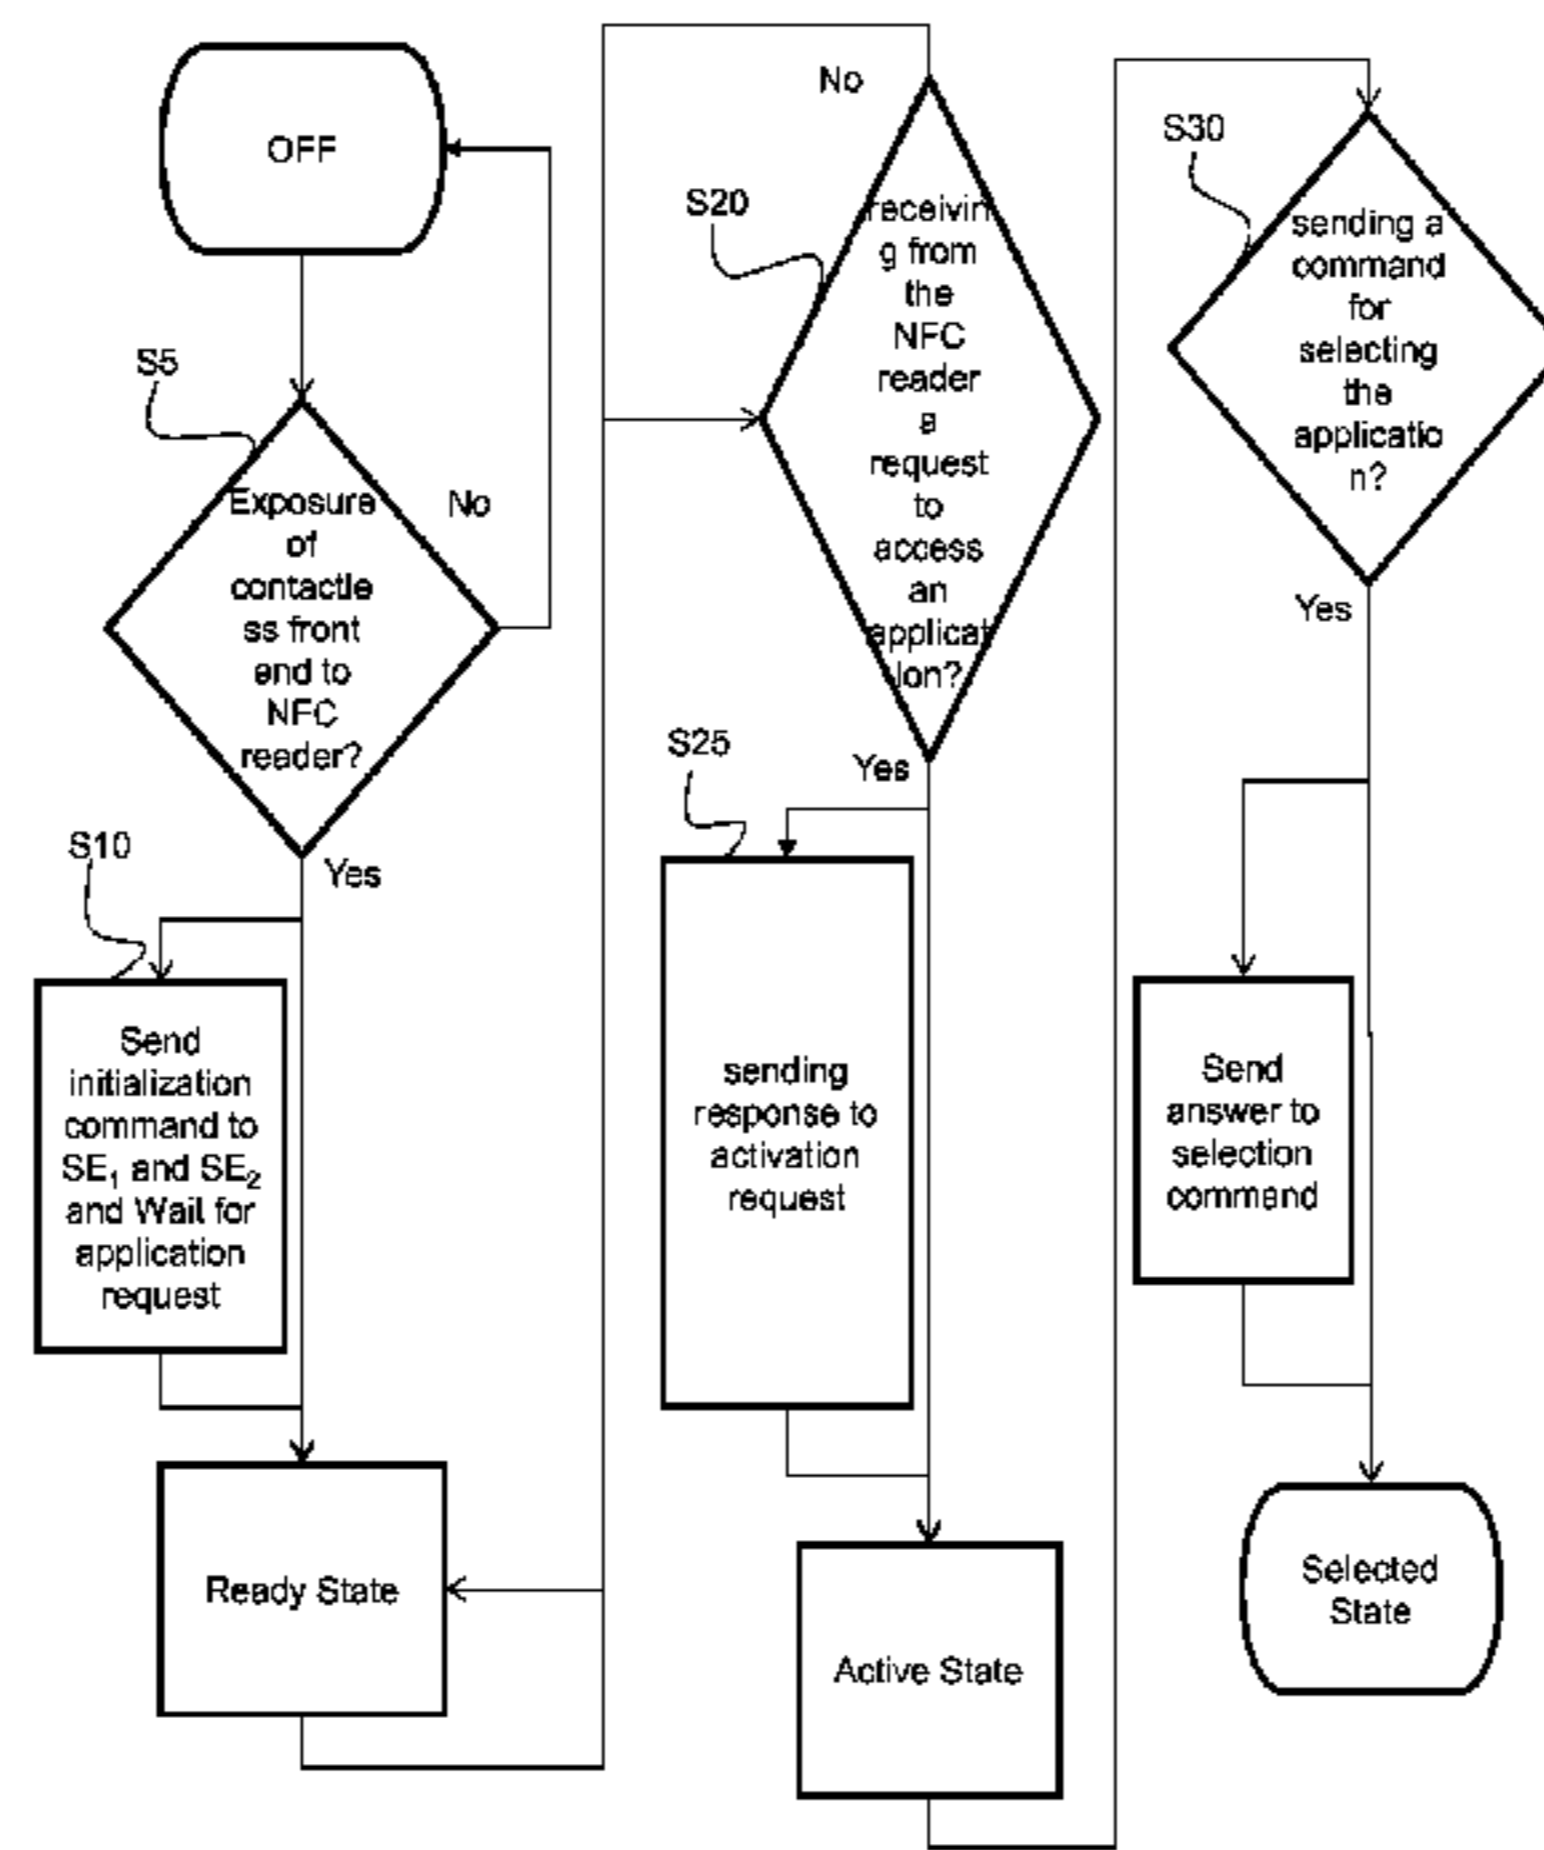 OFF
S5
Exposure
of
contactle
ss front
end to
NFC
reader?
No
Yes
S10
Send
initialization
command to
SE₁ and SE₂
and Wait for
application
request
Ready State
No
S20
receivin
g from
the
NFC
reader
a
request
to
access
an
applicat
ion?
Yes
S25
sending
response to
activation
request
Active State
S30
sending a
command
for
selecting
the
applicatio
n?
Yes
Send
answer to
selection
command
Selected
State